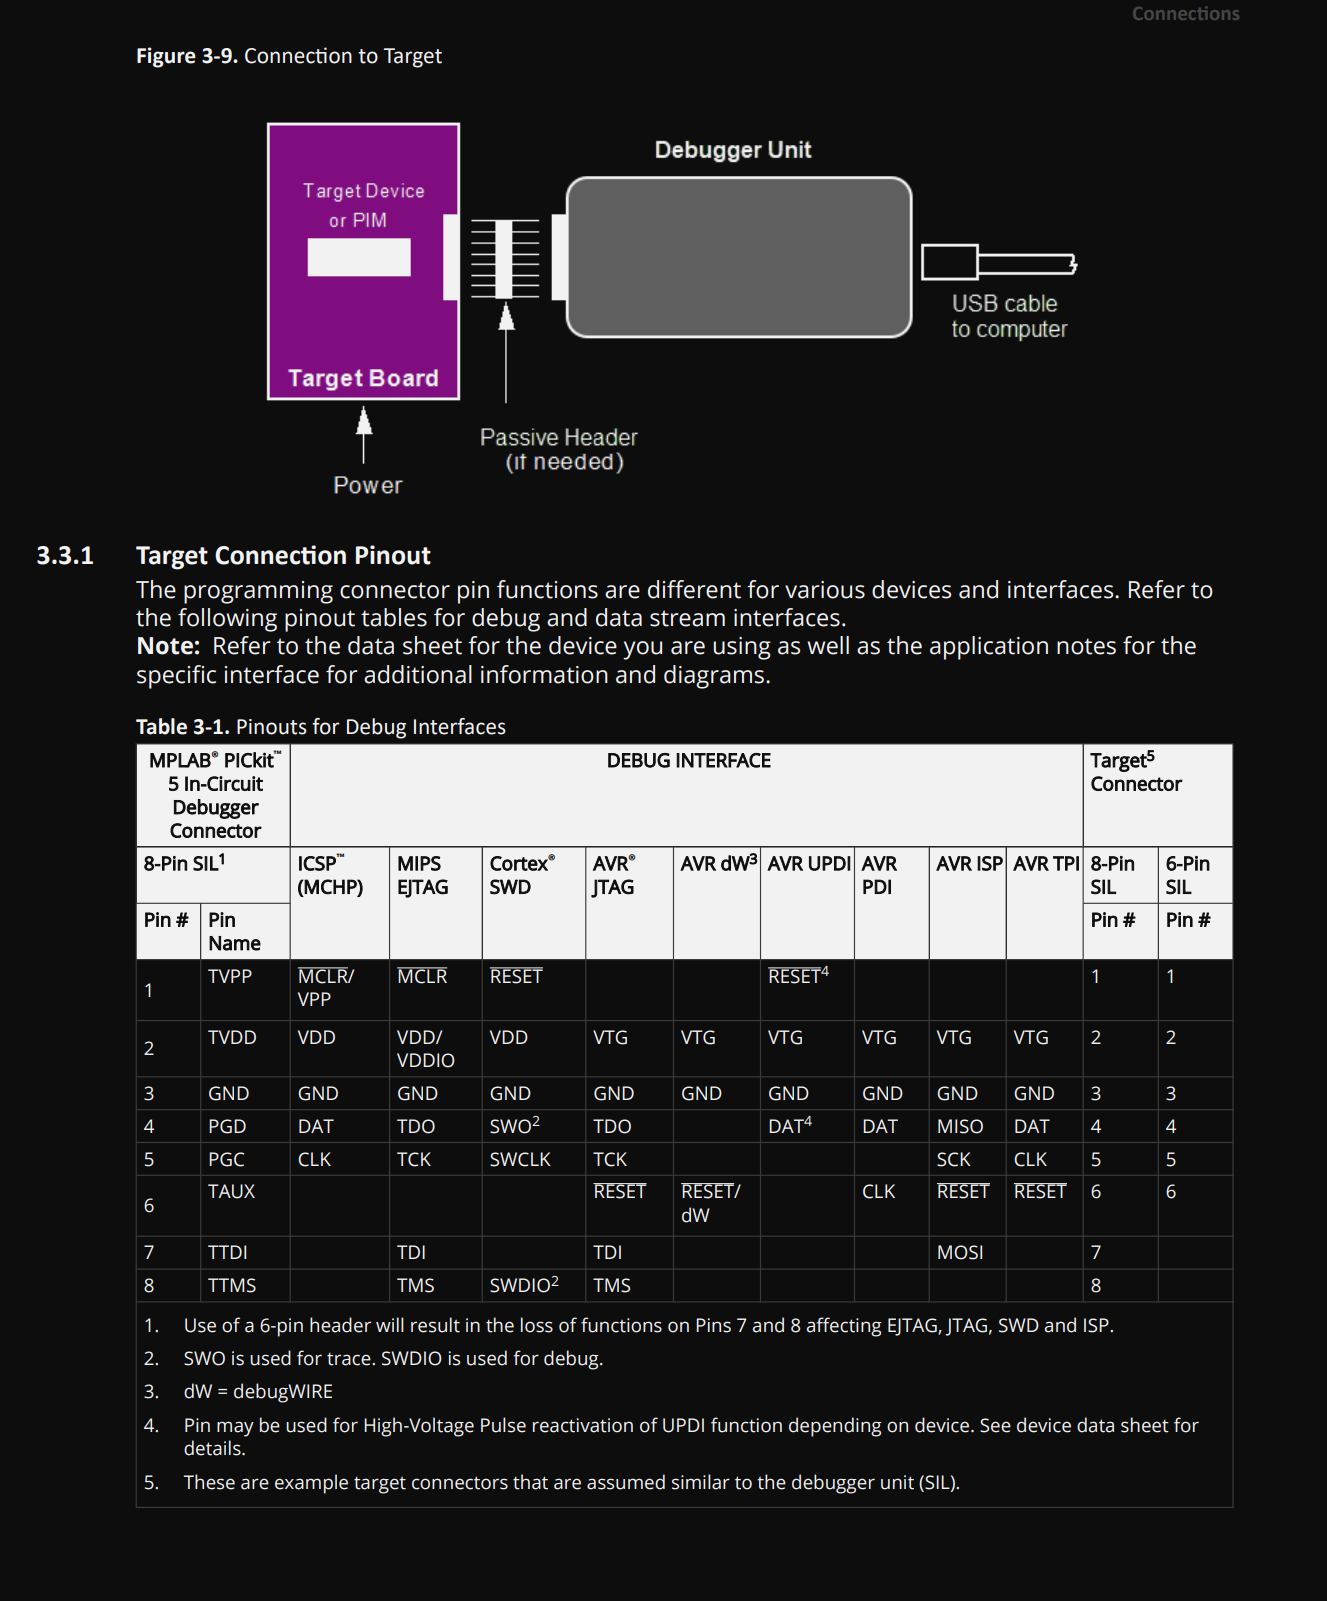 Connections
Figure 3-9. Connection to Target
Debugger Unit
Target Device
or PIM
USB cable
to computer
Target Board
Passive Header
(if needed)
Power
3.3.1 Target Connection Pinout
The programming connector pin functions are different for various devices and interfaces. Refer to
the following pinout tables for debug and data stream interfaces.
Note: Refer to the data sheet for the device you are using as well as the application notes for the
specific interface for additional information and diagrams.
Table 3-1. Pinouts for Debug Interfaces
MPLAB® PICkit™ DEBUG INTERFACE Target⁵
5 In-Circuit Connector
Debugger
Connector
8-Pin SIL¹ ICSP™ MIPS Cortex® AVR® AVR dW³ AVR UPDI AVR AVR ISP AVR TPI 8-Pin 6-Pin
(MCHP) EJTAG SWD JTAG PDI SIL SIL
Pin # Pin Pin # Pin #
Name
1 TVPP MCLR/ MCLR RESET RESET⁴ 1 1
VPP
2 TVDD VDD VDD/ VDD VTG VTG VTG VTG VTG VTG 2 2
VDDIO
3 GND GND GND GND GND GND GND GND GND GND 3 3
4 PGD DAT TDO SWO² TDO DAT⁴ DAT MISO DAT 4 4
5 PGC CLK TCK SWCLK TCK SCK CLK 5 5
6 TAUX RESET RESET/ CLK RESET RESET 6 6
dW
7 TTDI TDI TDI MOSI 7
8 TTMS TMS SWDIO² TMS 8
1. Use of a 6-pin header will result in the loss of functions on Pins 7 and 8 affecting EJTAG, JTAG, SWD and ISP.
2. SWO is used for trace. SWDIO is used for debug.
3. dW = debugWIRE
4. Pin may be used for High-Voltage Pulse reactivation of UPDI function depending on device. See device data sheet for
details.
5. These are example target connectors that are assumed similar to the debugger unit (SIL).